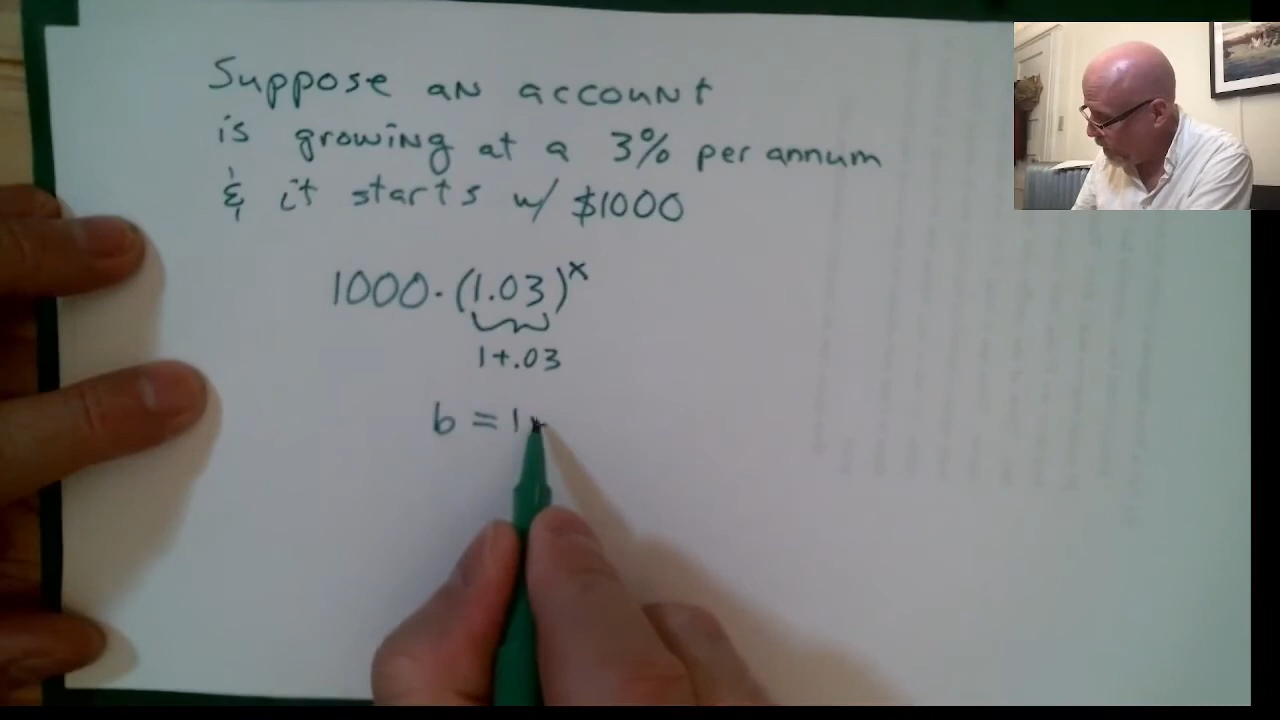 Suppose an account
is growing at a 3% per annum
& it starts w/ $1000
1000·(1.03)^x
1+.03
b = 1+